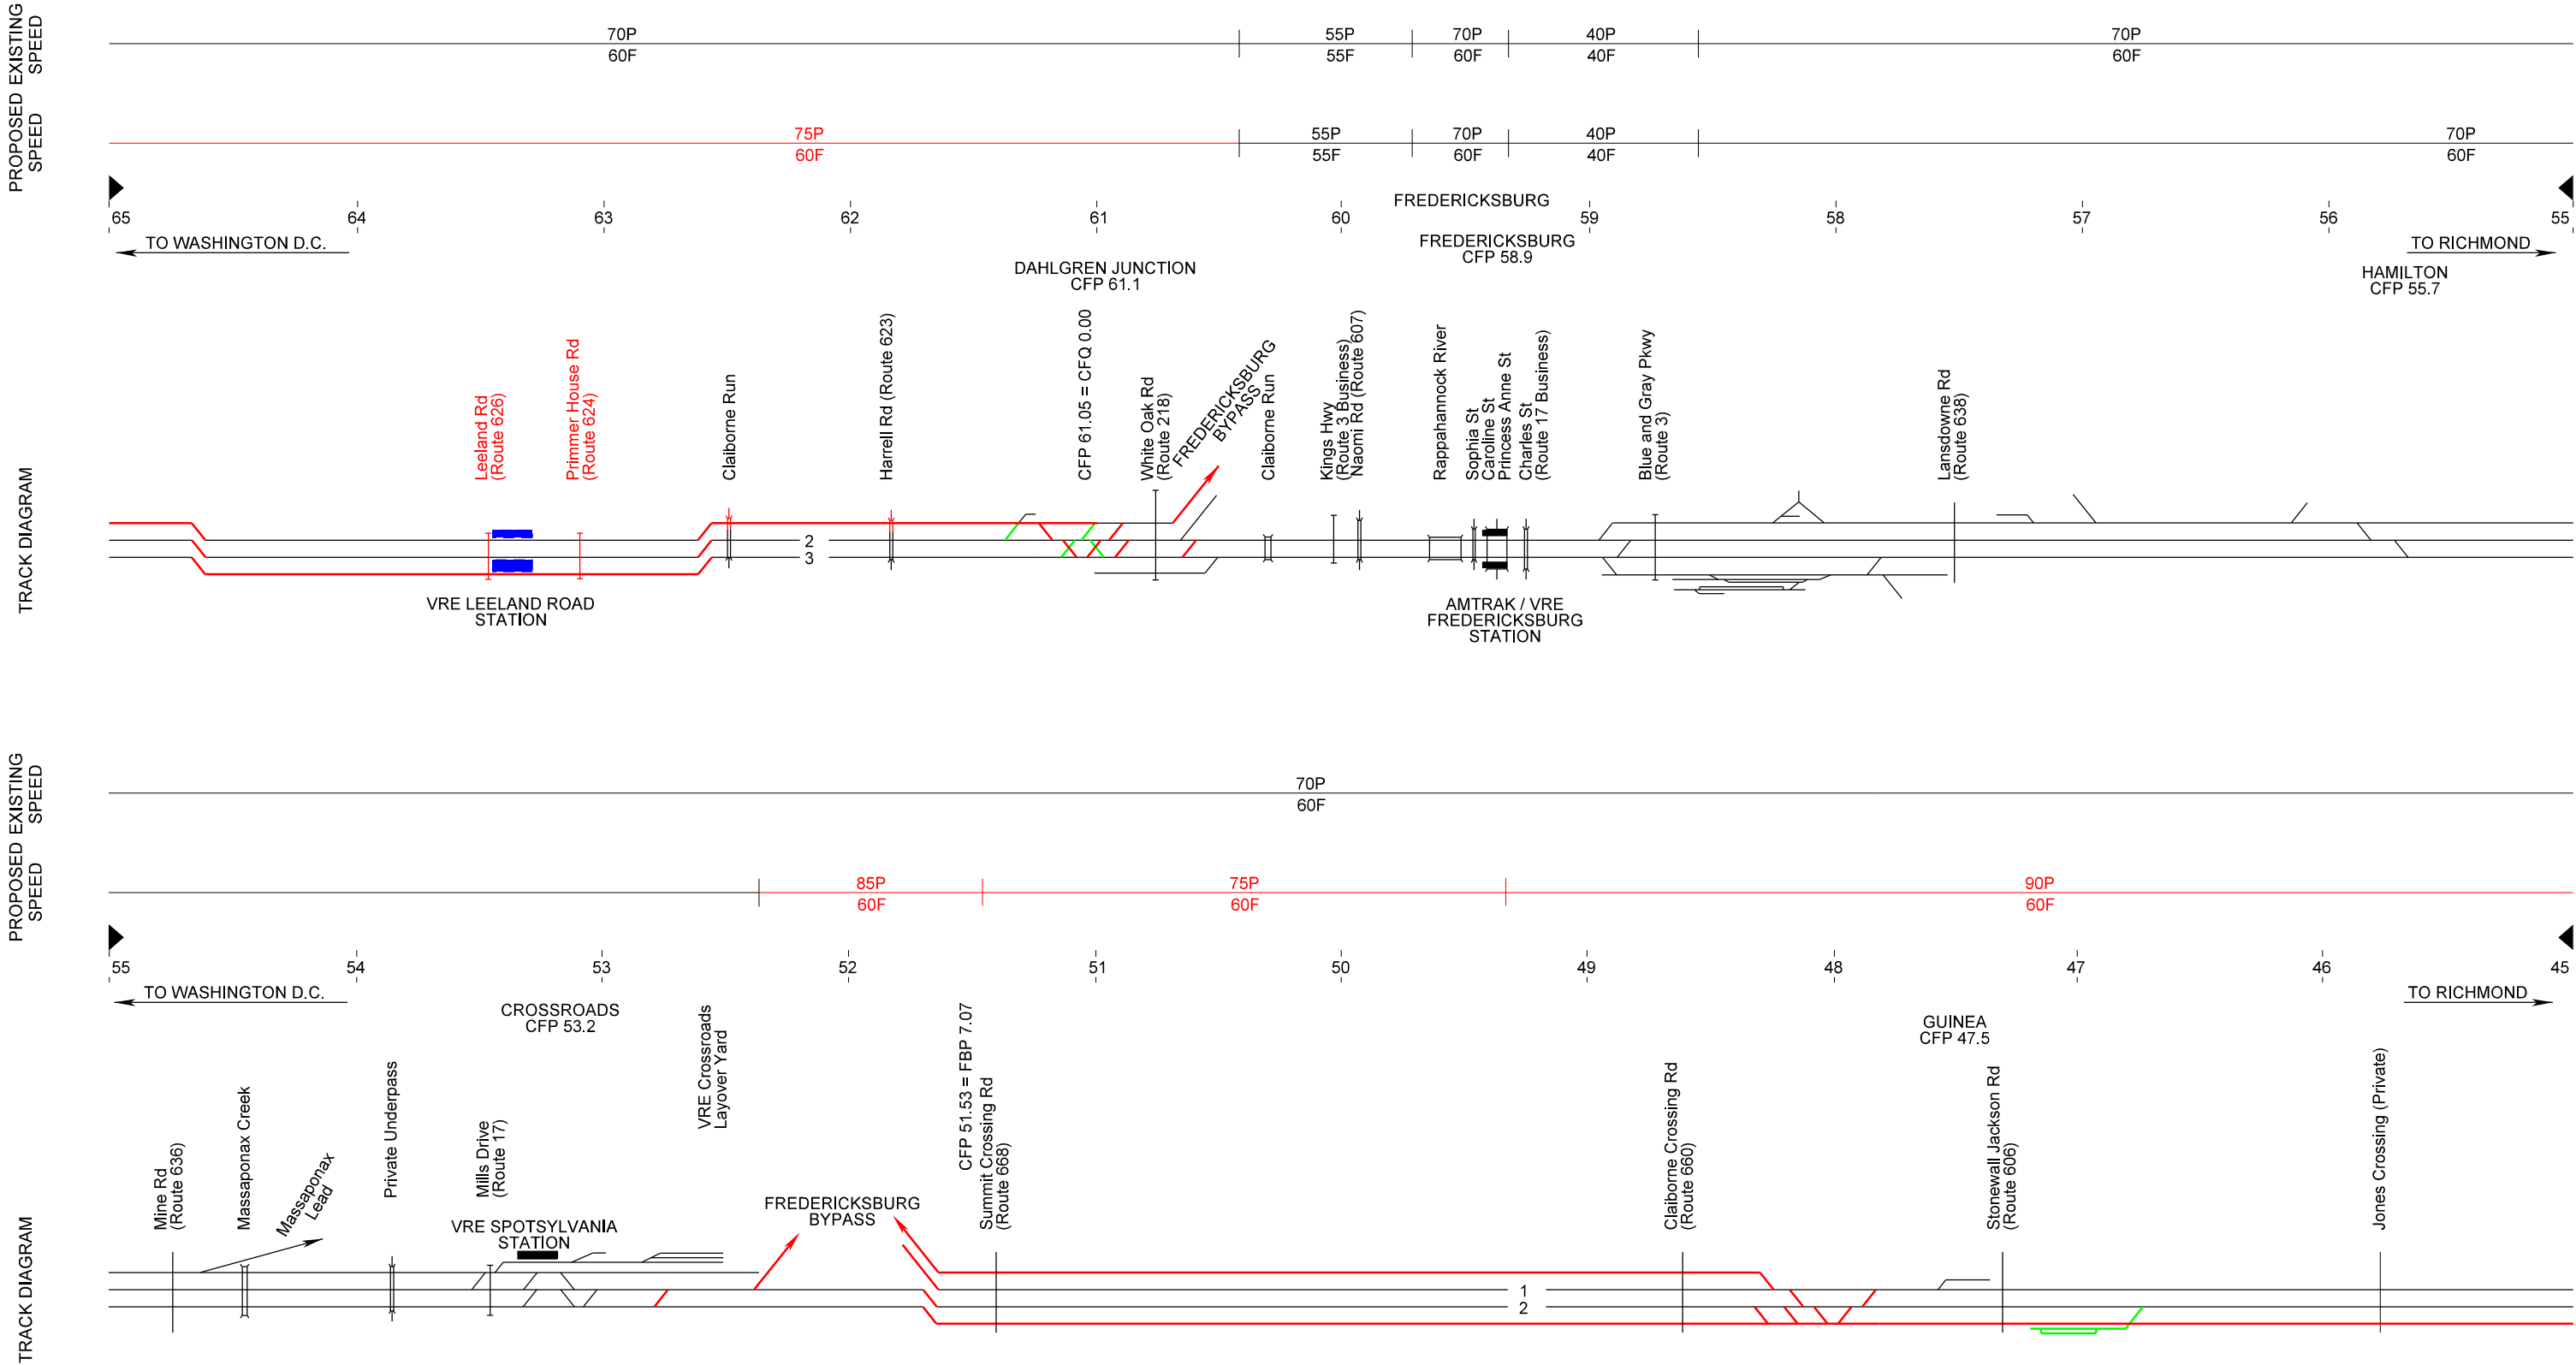 PROPOSED EXISTING
SPEED SPEED
70P
60F
55P
55F
70P
60F
40P
40F
70P
60F
75P
60F
55P
55F
70P
60F
40P
40F
70P
60F
FREDERICKSBURG
65 64 63 62 61 60 59 58 57 56 55
TO WASHINGTON D.C.
TO RICHMOND
DAHLGREN JUNCTION
CFP 61.1
FREDERICKSBURG
CFP 58.9
HAMILTON
CFP 55.7
TRACK DIAGRAM
Leeland Rd
(Route 626)
Primmer House Rd
(Route 624)
Claiborne Run
Harrell Rd (Route 623)
CFP 61.05 = CFQ 0.00
White Oak Rd
(Route 218)
FREDERICKSBURG
BYPASS
Claiborne Run
Kings Hwy
(Route 3 Business)
Naomi Rd (Route 607)
Rappahannock River
Sophia St
Caroline St
Princess Anne St
Charles St
(Route 17 Business)
Blue and Gray Pkwy
(Route 3)
Lansdowne Rd
(Route 638)
2
3
VRE LEELAND ROAD
STATION
AMTRAK / VRE
FREDERICKSBURG
STATION
PROPOSED EXISTING
SPEED SPEED
70P
60F
85P
60F
75P
60F
90P
60F
55 54 53 52 51 50 49 48 47 46 45
TO WASHINGTON D.C.
TO RICHMOND
CROSSROADS
CFP 53.2
GUINEA
CFP 47.5
TRACK DIAGRAM
Mine Rd
(Route 636)
Massaponax Creek
Massaponax
Lead
Private Underpass
Mills Drive
(Route 17)
VRE SPOTSYLVANIA
STATION
VRE Crossroads
Layover Yard
FREDERICKSBURG
BYPASS
CFP 51.53 = FBP 7.07
Summit Crossing Rd
(Route 668)
Claiborne Crossing Rd
(Route 660)
Stonewall Jackson Rd
(Route 606)
Jones Crossing (Private)
1
2